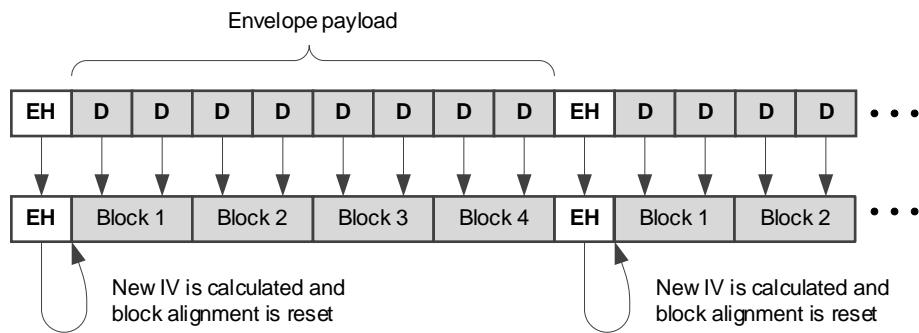 Envelope payload
EH D D D D D D D D EH D D D D • • •
EH Block 1 Block 2 Block 3 Block 4 EH Block 1 Block 2 • • •
New IV is calculated and
block alignment is reset
New IV is calculated and
block alignment is reset